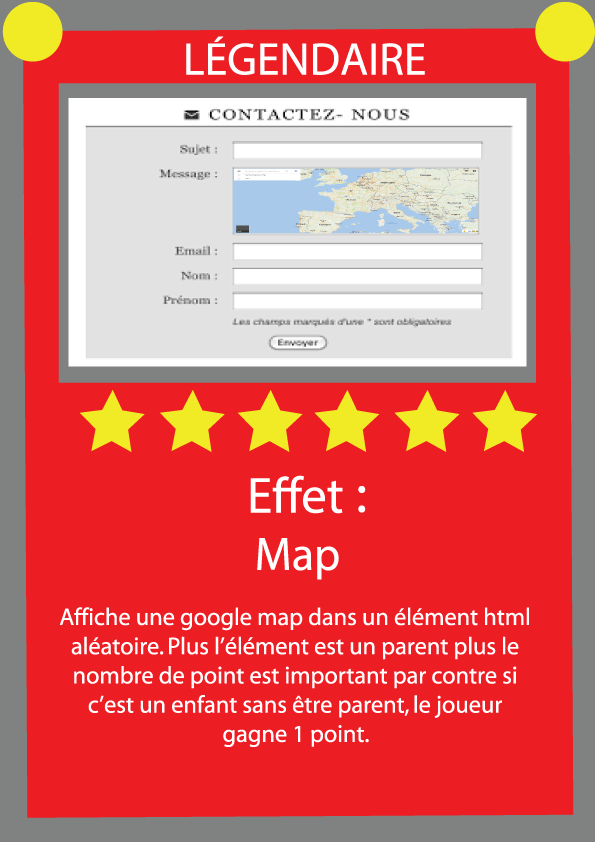 LÉGENDAIRE
CONTACTEZ- NOUS
Sujet :
Message :
Email :
Nom :
Prénom :
Les champs marqués d'une * sont obligatoires
Envoyer
Effet :
Map
Affiche une google map dans un élément html
aléatoire. Plus l’élément est un parent plus le
nombre de point est important par contre si
c’est un enfant sans être parent, le joueur
gagne 1 point.